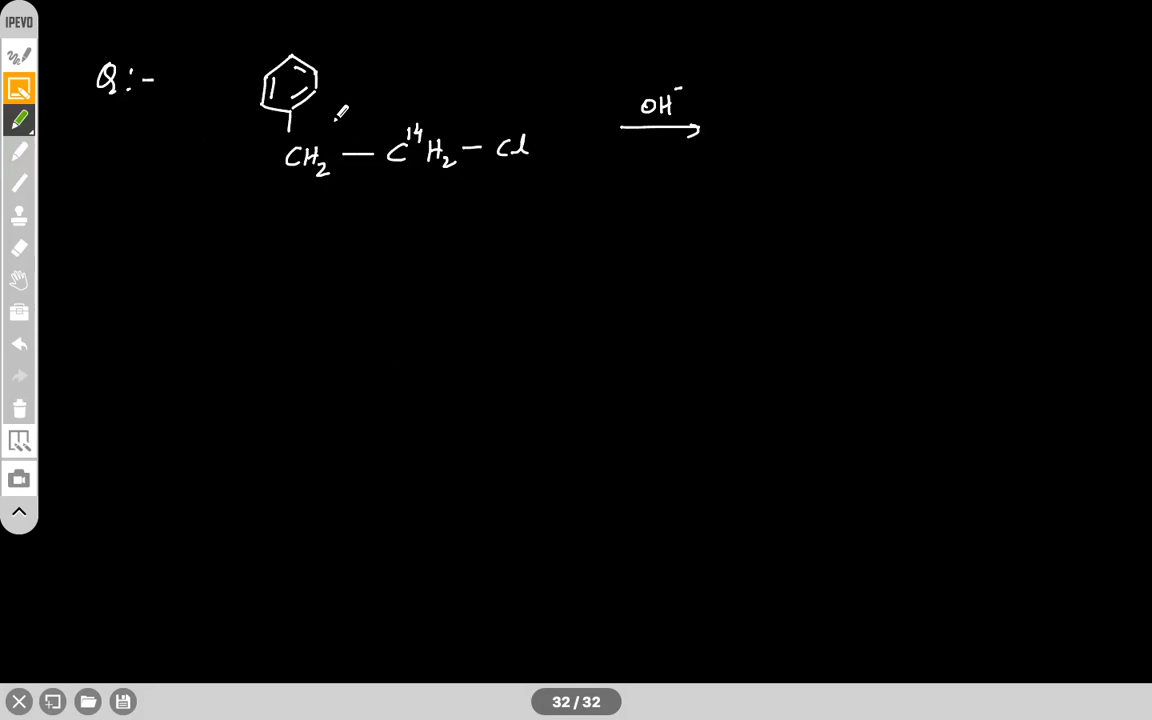 IPEVO
Q:-
OH⁻
CH₂ — C¹⁴H₂ - Cl
32 / 32